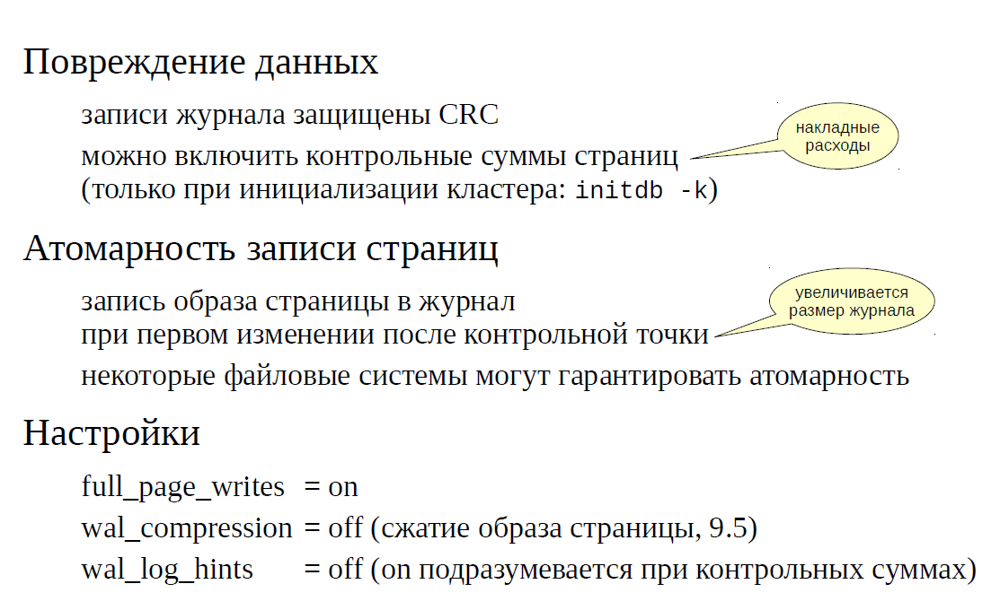 Повреждение данных
записи журнала защищены CRC
можно включить контрольные суммы страниц
(только при инициализации кластера: initdb -k)
накладные
расходы
Атомарность записи страниц
запись образа страницы в журнал
при первом изменении после контрольной точки
увеличивается
размер журнала
некоторые файловые системы могут гарантировать атомарность
Настройки
full_page_writes = on
wal_compression = off (сжатие образа страницы, 9.5)
wal_log_hints = off (on подразумевается при контрольных суммах)